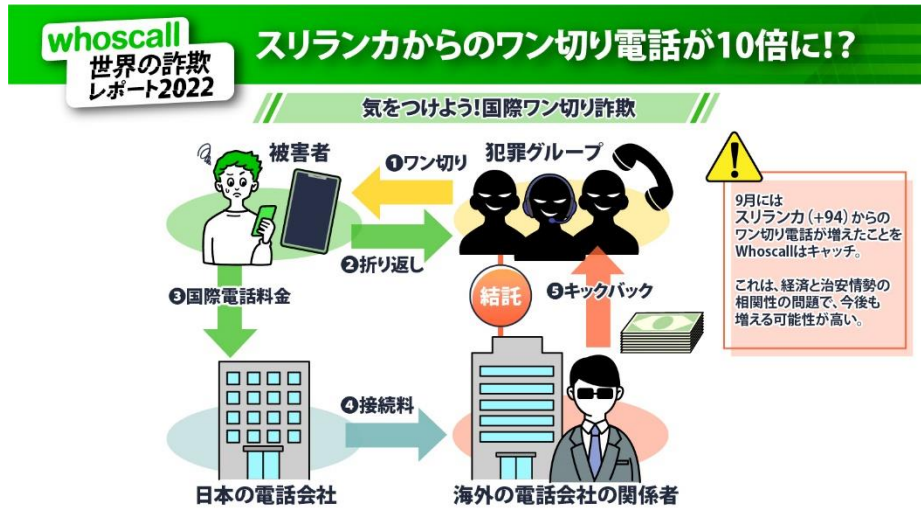 whoscall
世界の詐欺
レポート2022
スリランカからのワン切り電話が10倍に!?
気をつけよう!国際ワン切り詐欺
被害者
❶ワン切り
犯罪グループ
❷折り返し
❸国際電話料金
結託
❺キックバック
9月には
スリランカ（+94）からの
ワン切り電話が増えたことを
Whoscallはキャッチ。
これは、経済と治安情勢の
相関性の問題で、今後も
増える可能性が高い。
❹接続料
日本の電話会社
海外の電話会社の関係者